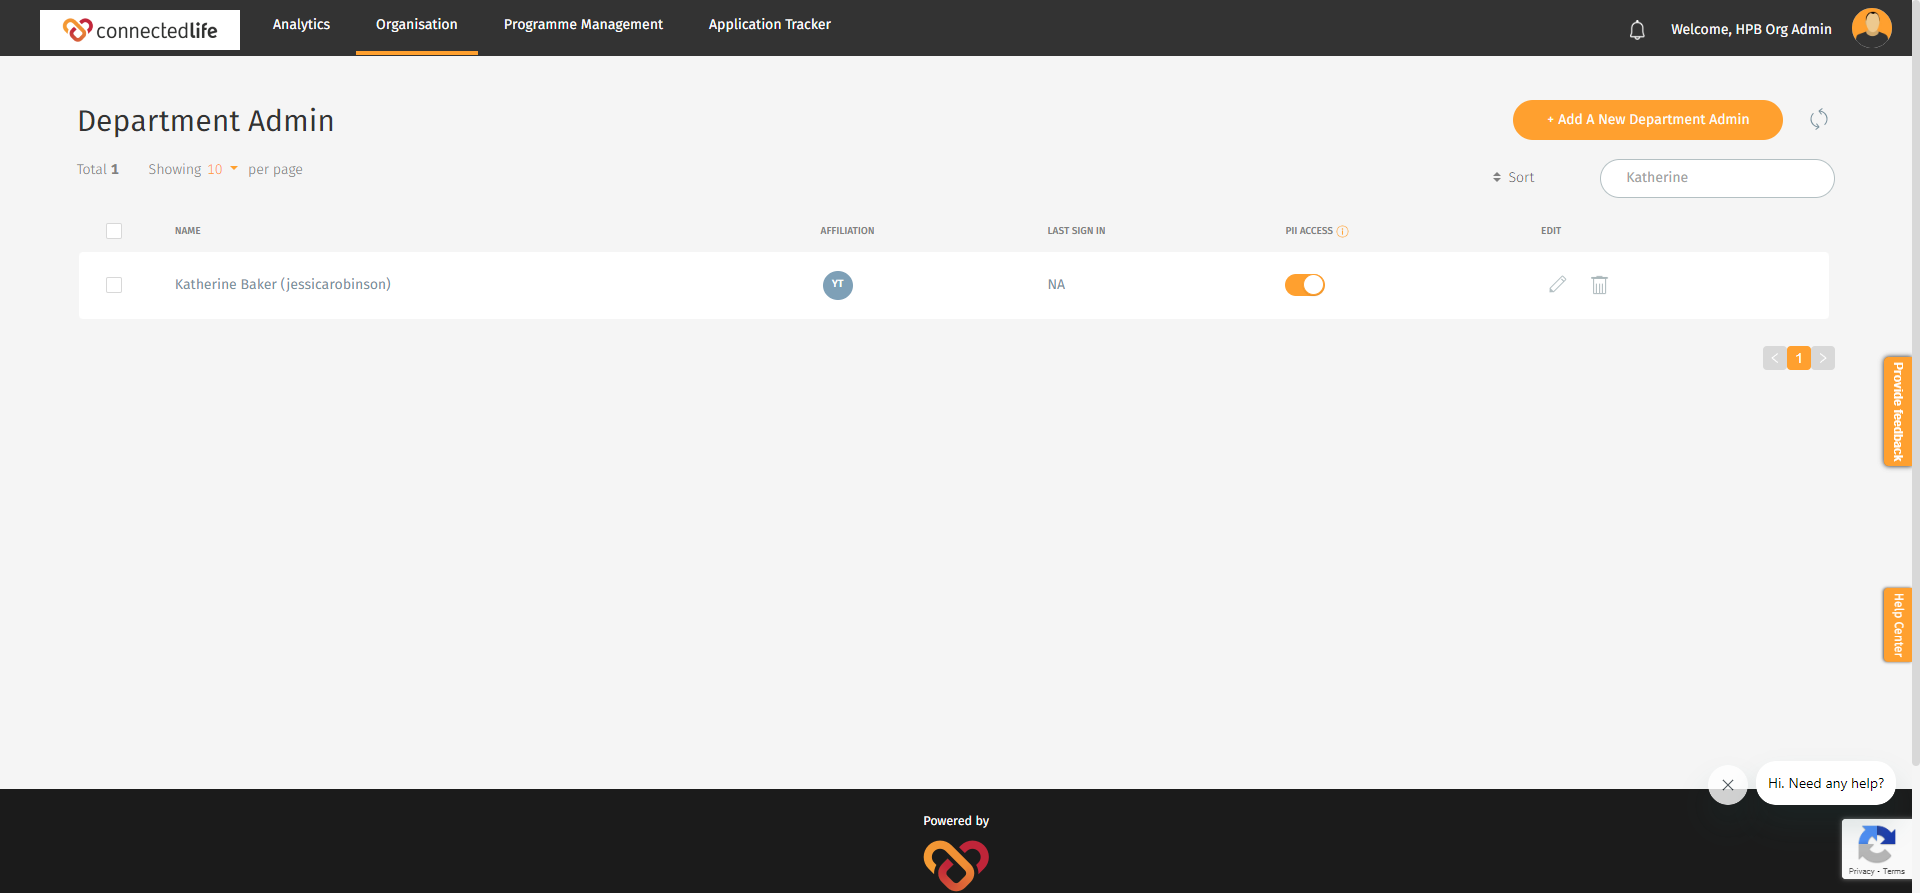 connectedlife
Analytics
Organisation
Programme Management
Application Tracker
Welcome, HPB Org Admin
Department Admin
+ Add A New Department Admin
Total 1
Showing 10 per page
Sort
Katherine
NAME
AFFILIATION
LAST SIGN IN
PII ACCESS
EDIT
Katherine Baker (jessicarobinson)
YT
NA
< 1 >
Provide feedback
Help Center
Hi. Need any help?
Powered by
Privacy - Terms